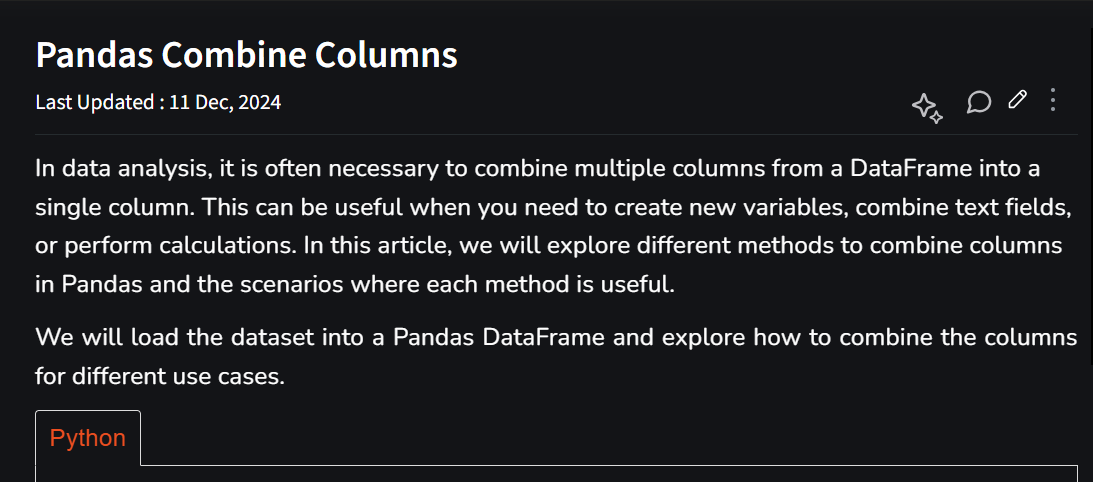 Pandas Combine Columns
Last Updated : 11 Dec, 2024
In data analysis, it is often necessary to combine multiple columns from a DataFrame into a
single column. This can be useful when you need to create new variables, combine text fields,
or perform calculations. In this article, we will explore different methods to combine columns
in Pandas and the scenarios where each method is useful.
We will load the dataset into a Pandas DataFrame and explore how to combine the columns
for different use cases.
Python